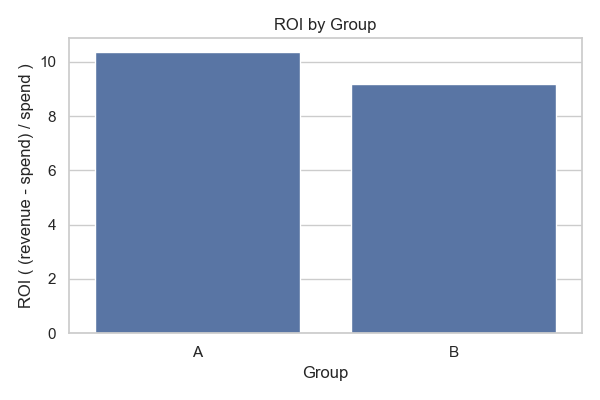 ROI by Group
ROI ( (revenue - spend) / spend )
10
8
6
4
2
0
A
B
Group